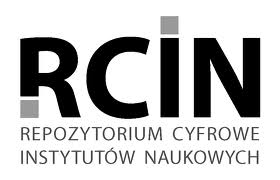 RCIN
REPOZYTORIUM CYFROWE
INSTYTUTÓW NAUKOWYCH